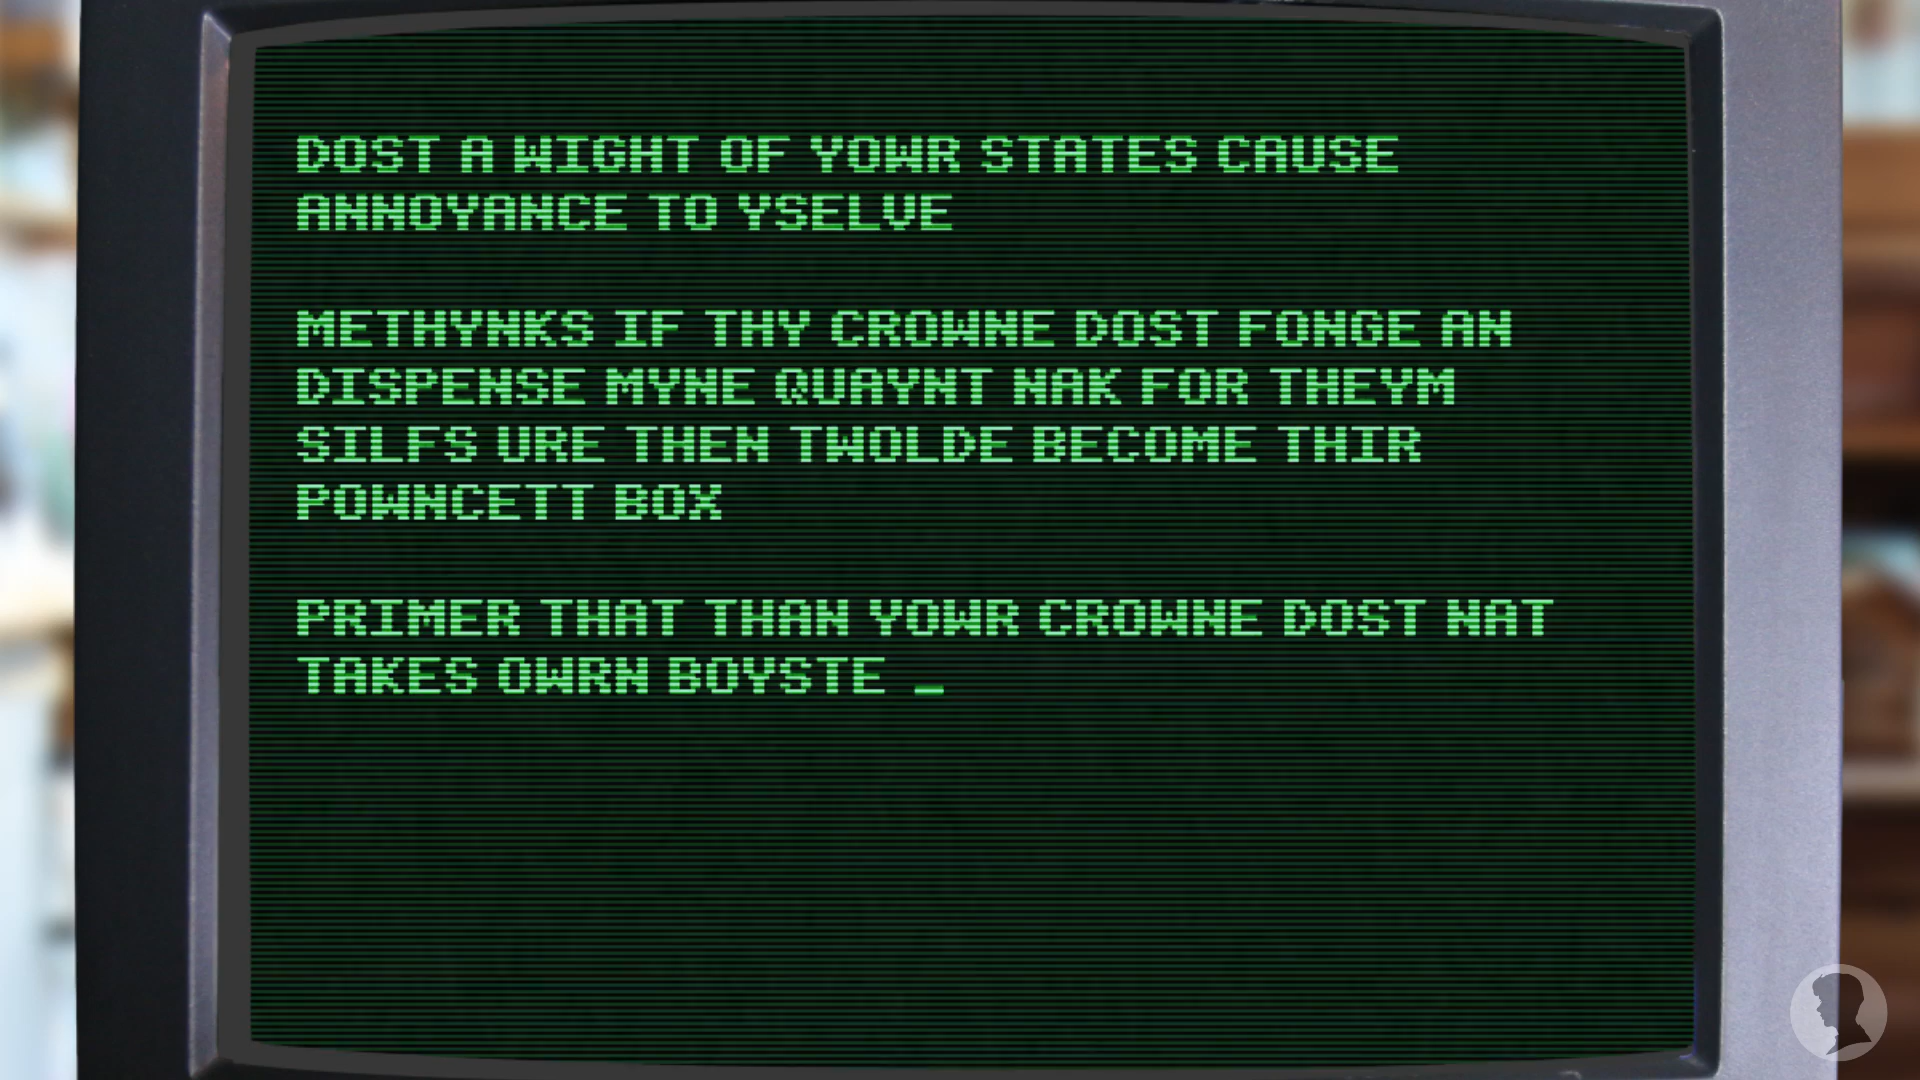 DOST A WIGHT OF YOWR STATES CAUSE
ANNOYANCE TO YSELVE
METHYNKS IF THY CROWNE DOST FONGE AN
DISPENSE MYNE QUAYNT NAK FOR THEYM
SILFS URE THEN TWOLDE BECOME THIR
POWNCETT BOX
PRIMER THAT THAN YOWR CROWNE DOST NAT
TAKES OWRN BOYSTE _